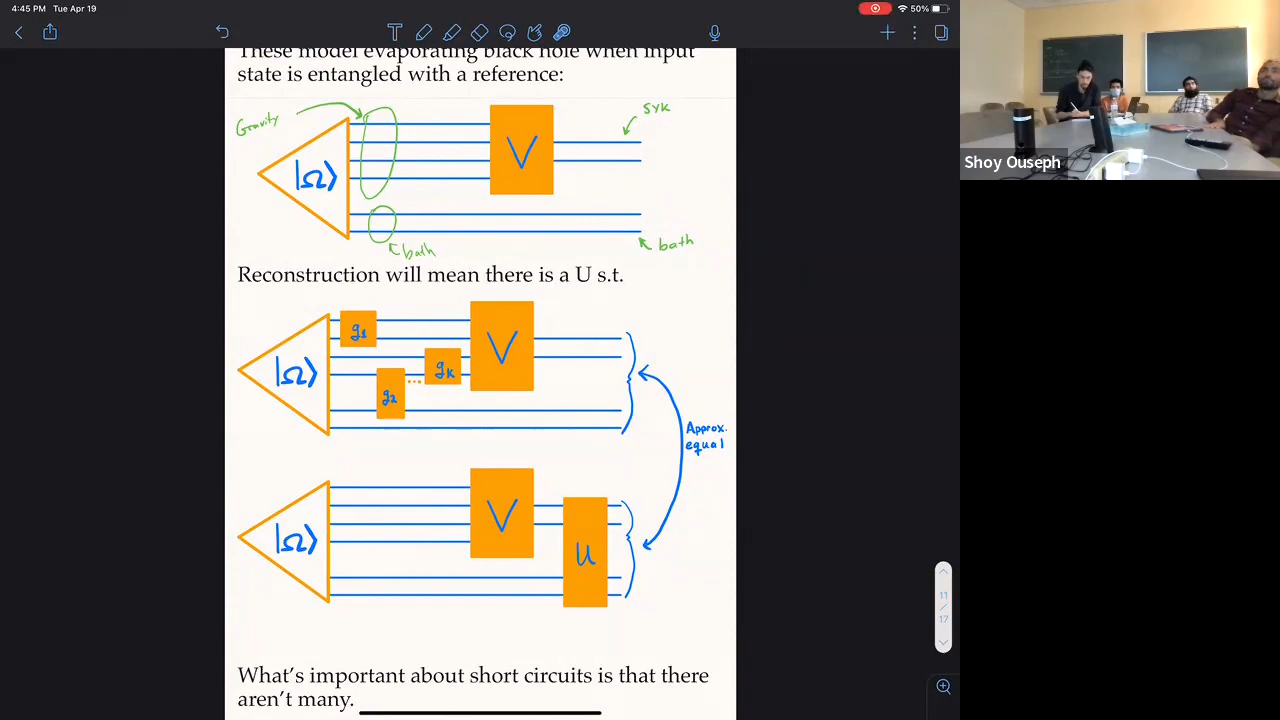 4:45 PM Tue Apr 19
50%
These model evaporating black hole when input
state is entangled with a reference:
Gravity
SYK
|Ω⟩
V
bath
bath
Reconstruction will mean there is a U s.t.
g1
|Ω⟩
V
gk
g2
...
Approx.
equal
|Ω⟩
V
U
What's important about short circuits is that there
aren't many.
11
/
17
Shoy Ouseph